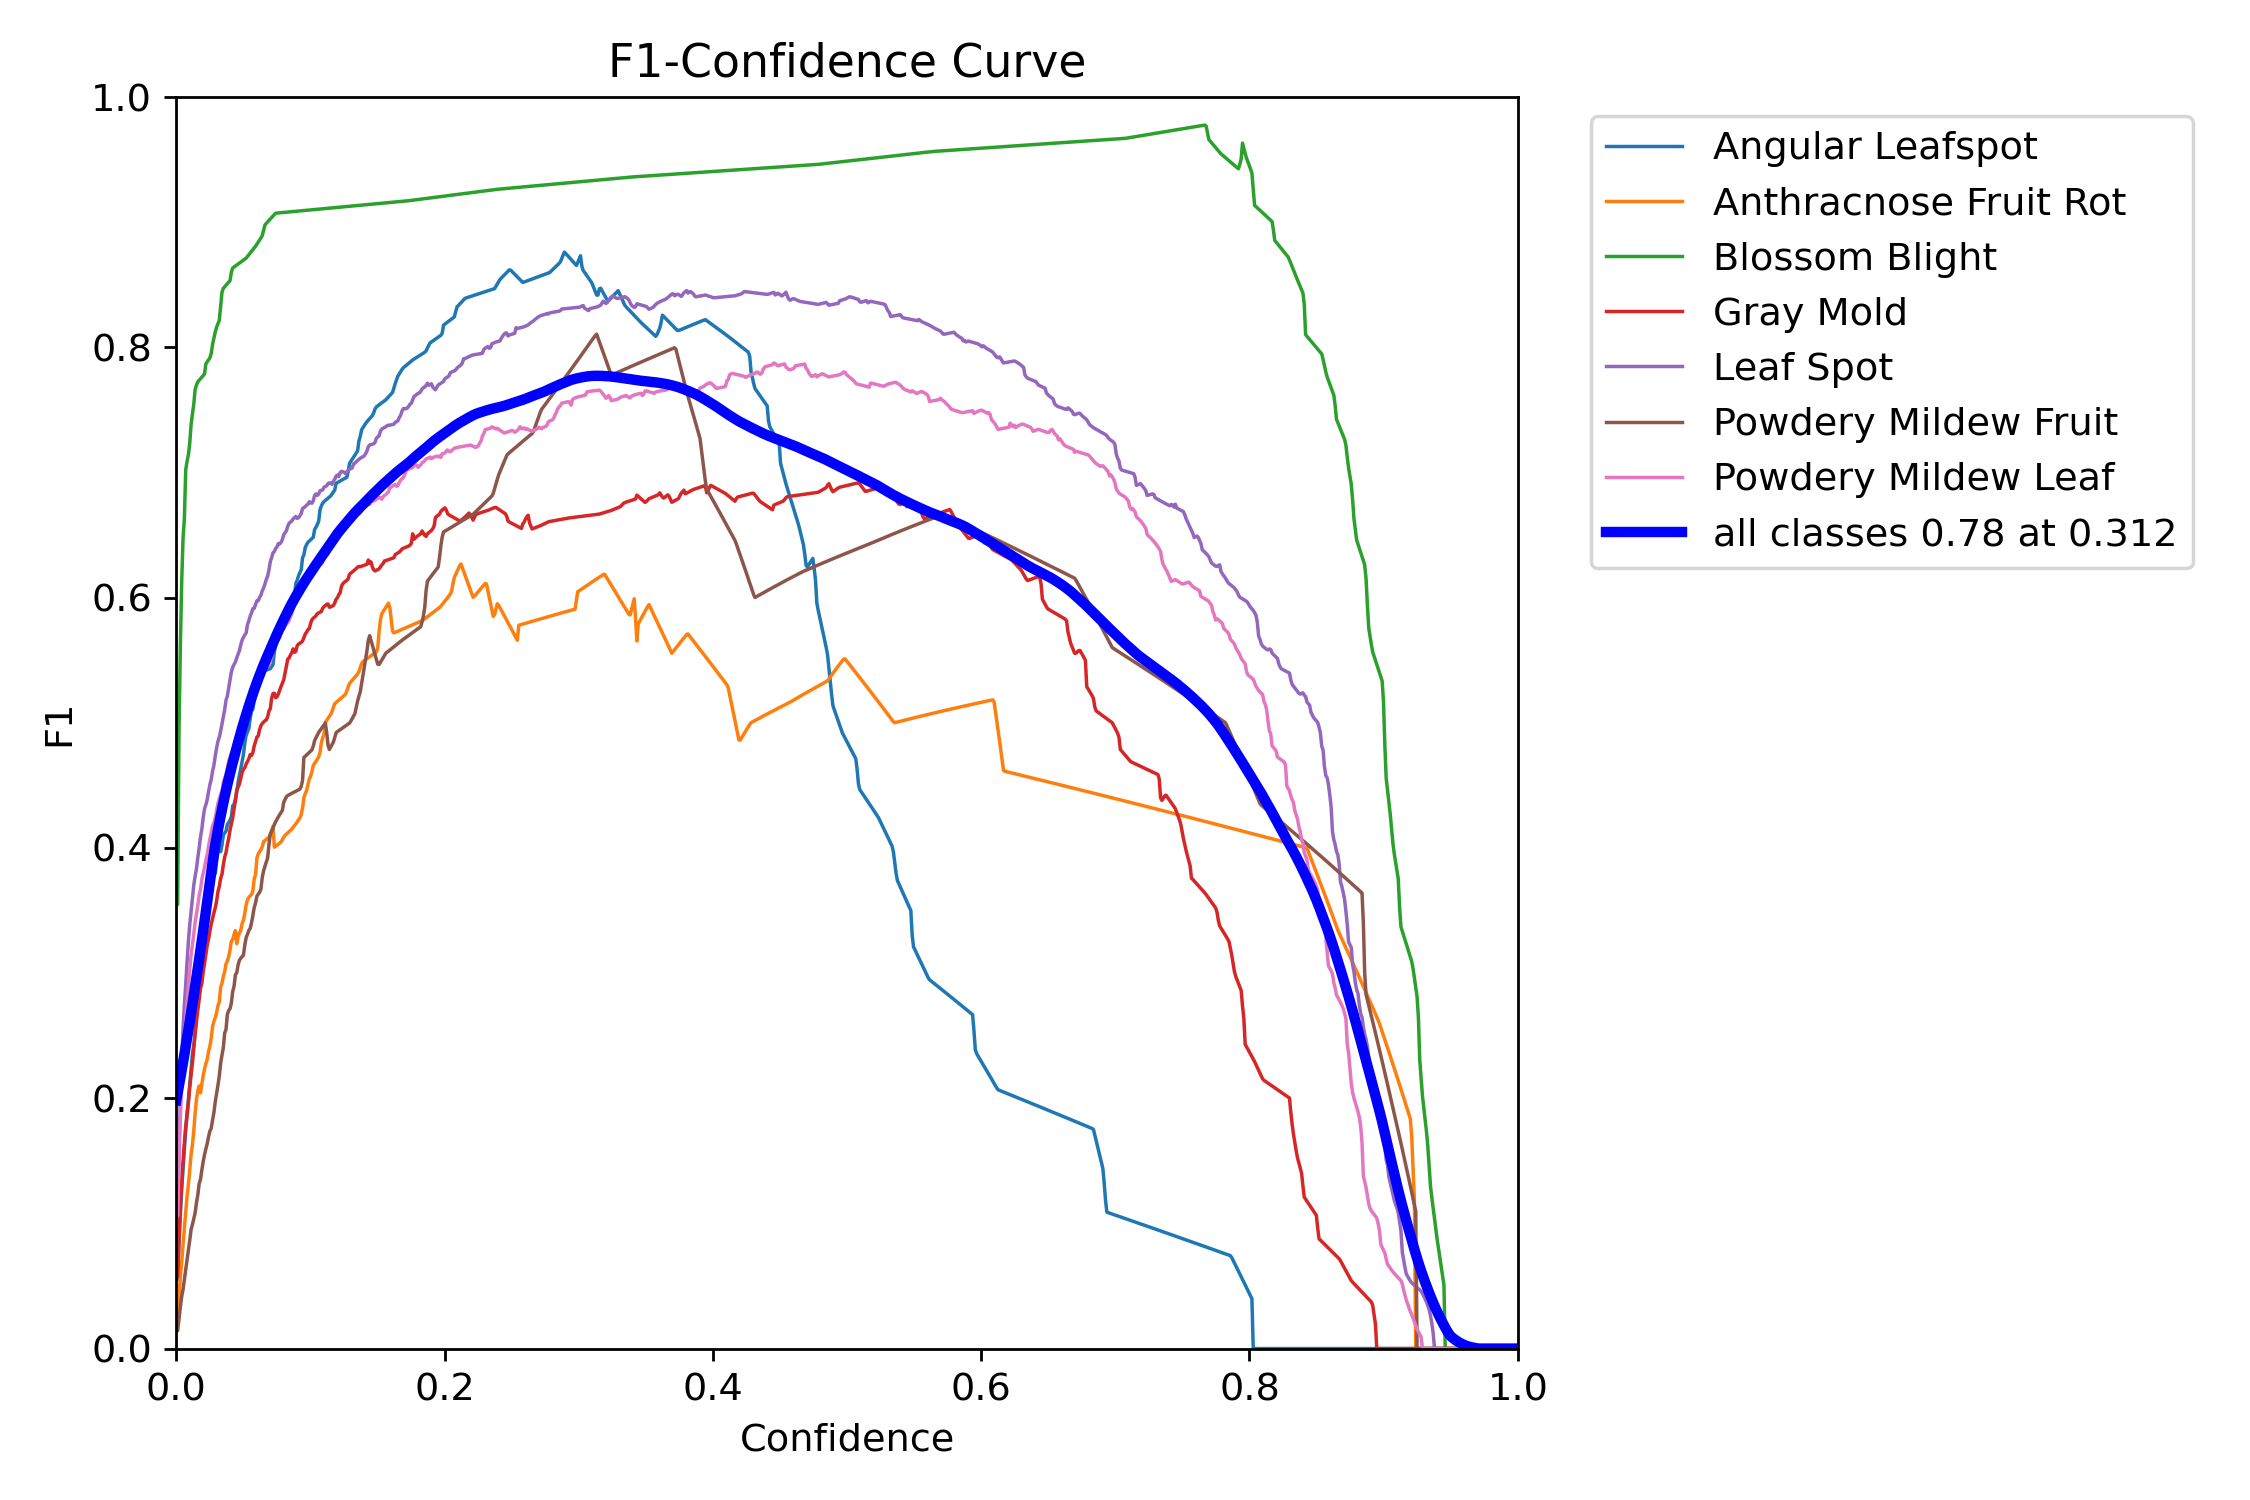 F1-Confidence Curve
1.0
0.8
0.6
0.4
0.2
0.0
F1
0.0 0.2 0.4 0.6 0.8 1.0
Confidence
Angular Leafspot
Anthracnose Fruit Rot
Blossom Blight
Gray Mold
Leaf Spot
Powdery Mildew Fruit
Powdery Mildew Leaf
all classes 0.78 at 0.312